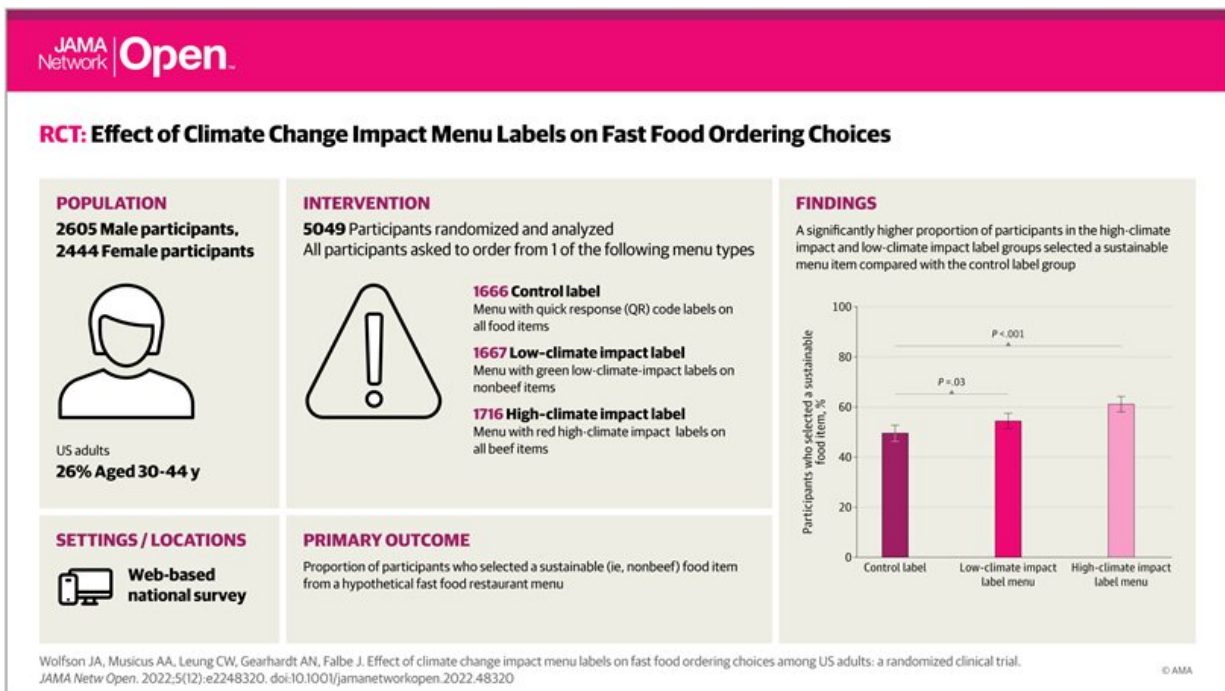 JAMA Network Open™
RCT: Effect of Climate Change Impact Menu Labels on Fast Food Ordering Choices
POPULATION
2605 Male participants,
2444 Female participants
US adults
26% Aged 30-44 y
INTERVENTION
5049 Participants randomized and analyzed
All participants asked to order from 1 of the following menu types
1666 Control label
Menu with quick response (QR) code labels on
all food items
1667 Low-climate impact label
Menu with green low-climate-impact labels on
nonbeef items
1716 High-climate impact label
Menu with red high-climate impact labels on
all beef items
FINDINGS
A significantly higher proportion of participants in the high-climate
impact and low-climate impact label groups selected a sustainable
menu item compared with the control label group
Participants who selected a sustainable
food item, %
100
80
60
40
20
0
P <.001
P =.03
Control label
Low-climate impact
label menu
High-climate impact
label menu
SETTINGS / LOCATIONS
Web-based
national survey
PRIMARY OUTCOME
Proportion of participants who selected a sustainable (ie, nonbeef) food item
from a hypothetical fast food restaurant menu
Wolfson JA, Musicus AA, Leung CW, Gearhardt AN, Falbe J. Effect of climate change impact menu labels on fast food ordering choices among US adults: a randomized clinical trial.
JAMA Netw Open. 2022;5(12):e2248320. doi:10.1001/jamanetworkopen.2022.48320
© AMA